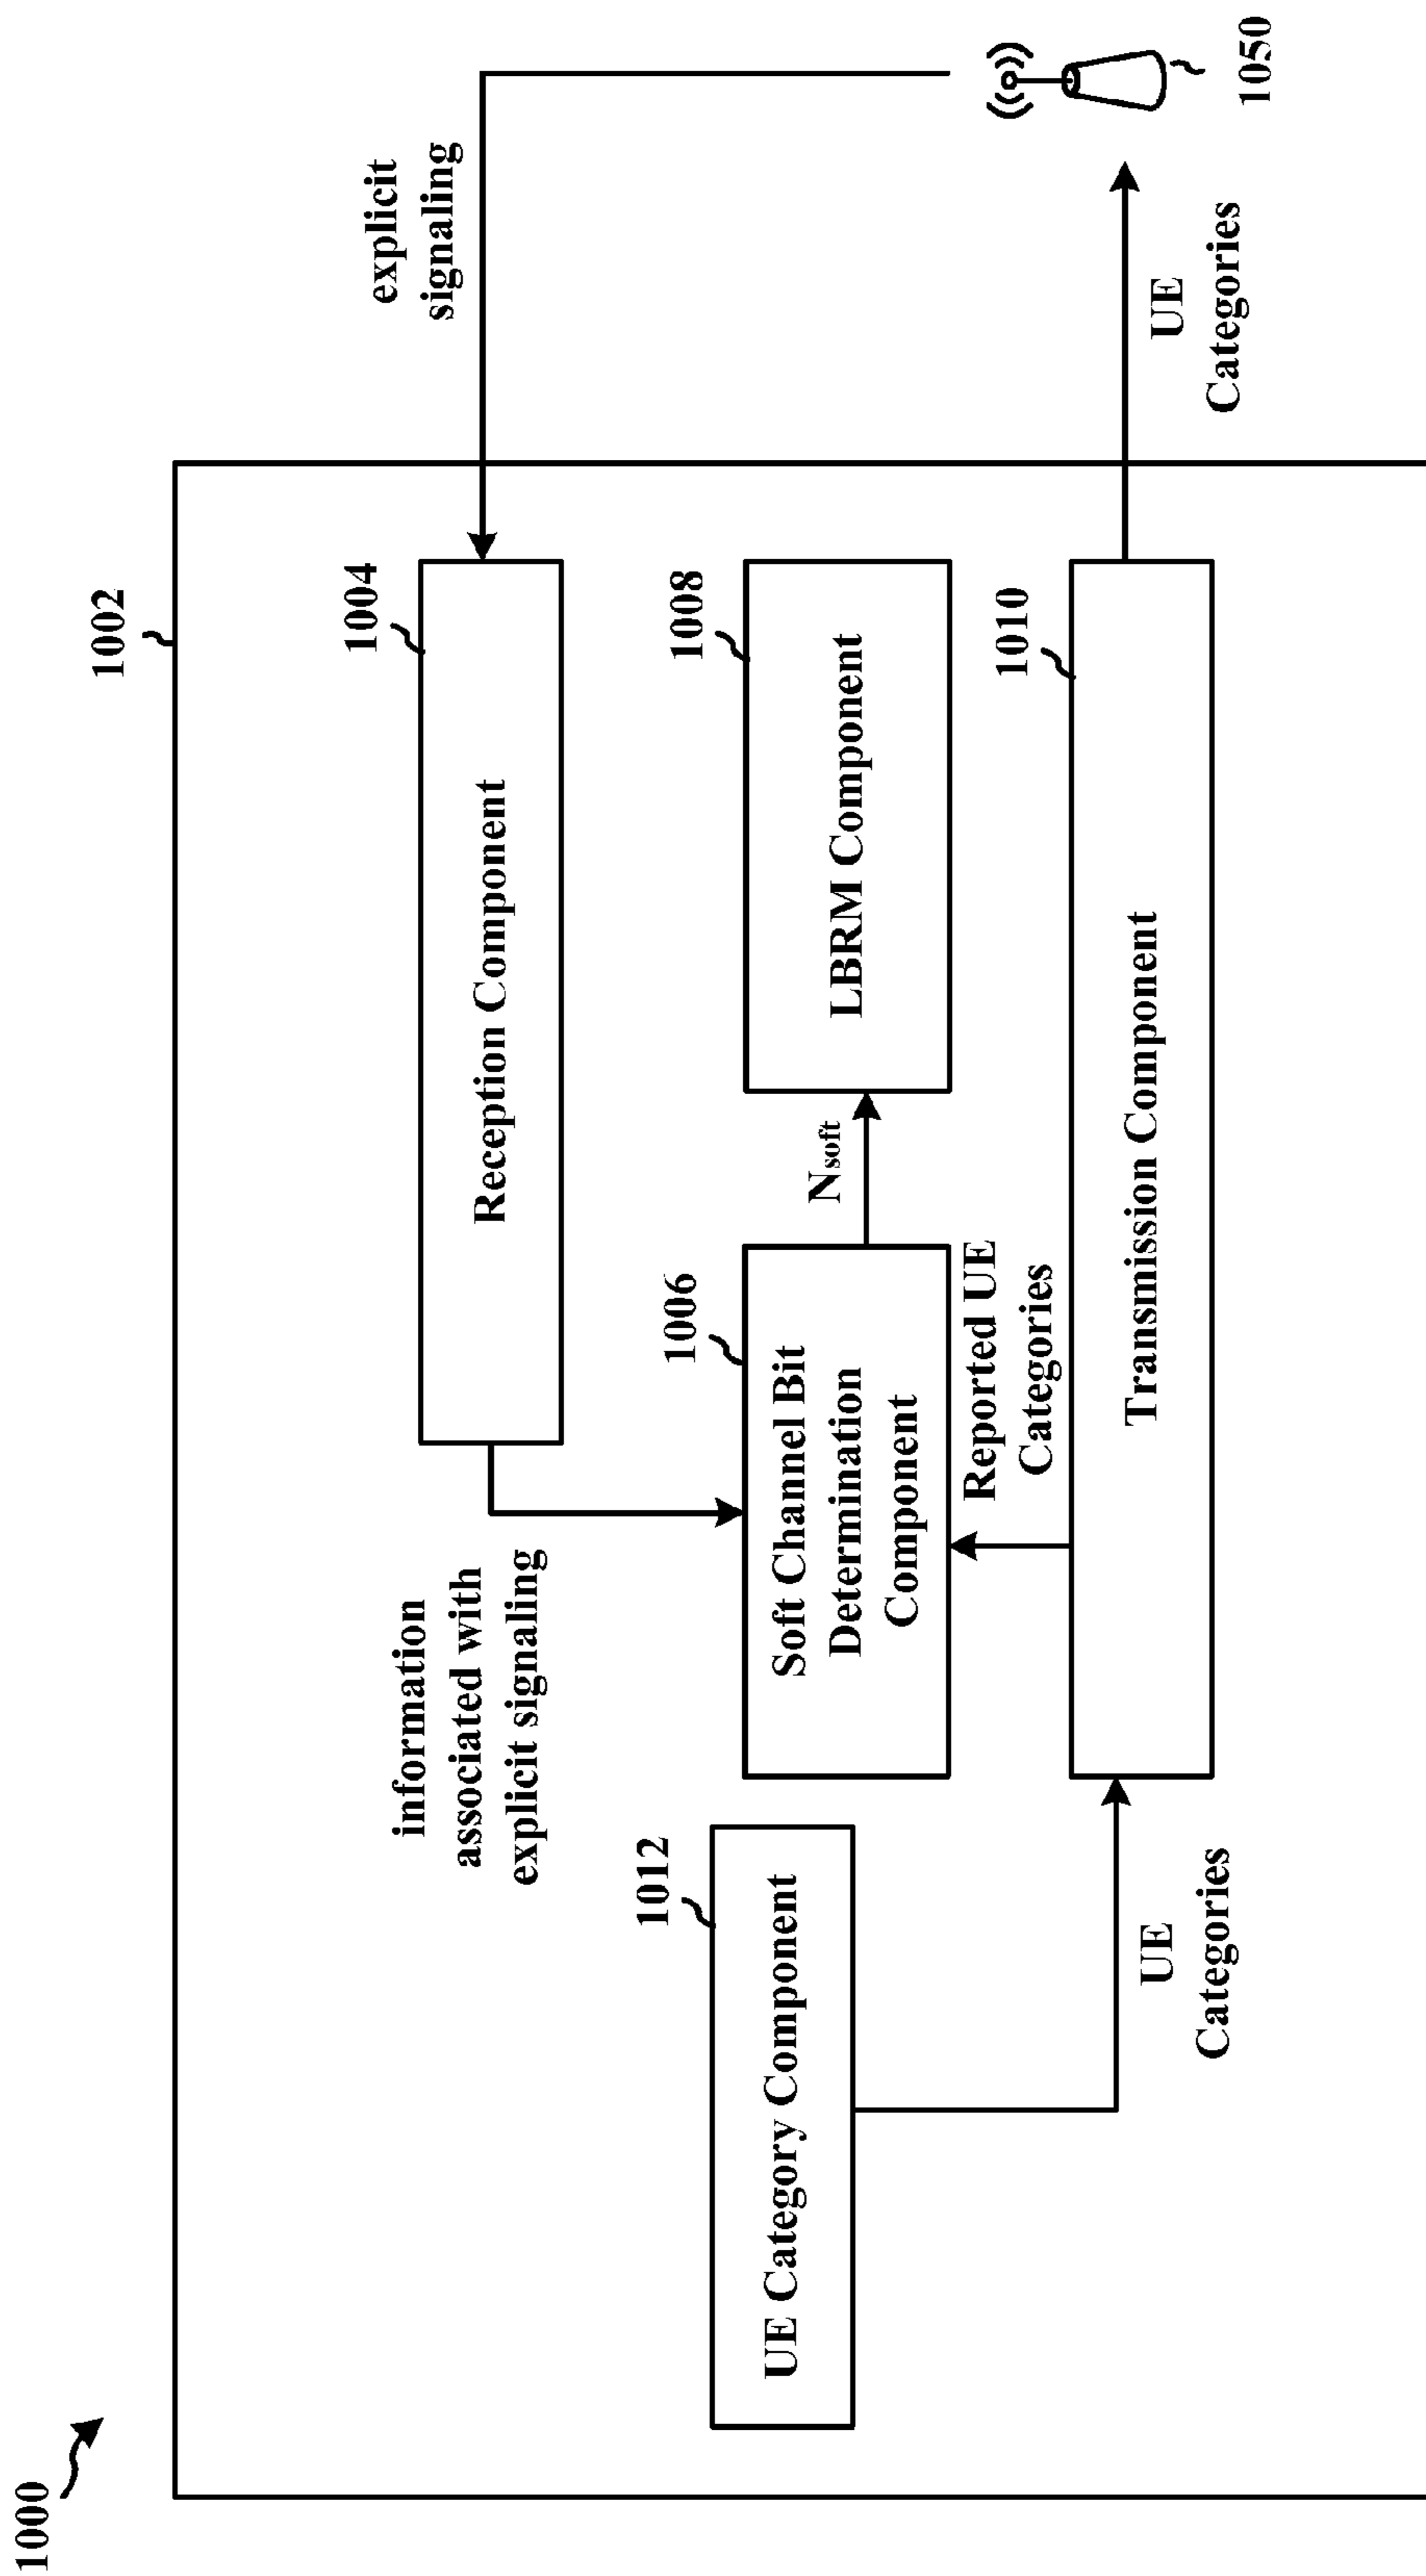 1000
1002
explicit
signaling
1004
Reception Component
information
associated with
explicit signaling
1006
Soft Channel Bit
Determination
Component
Nsoft
1008
LBRM Component
1012
UE Category Component
Reported UE
Categories
1010
Transmission Component
UE
Categories
UE
Categories
1050